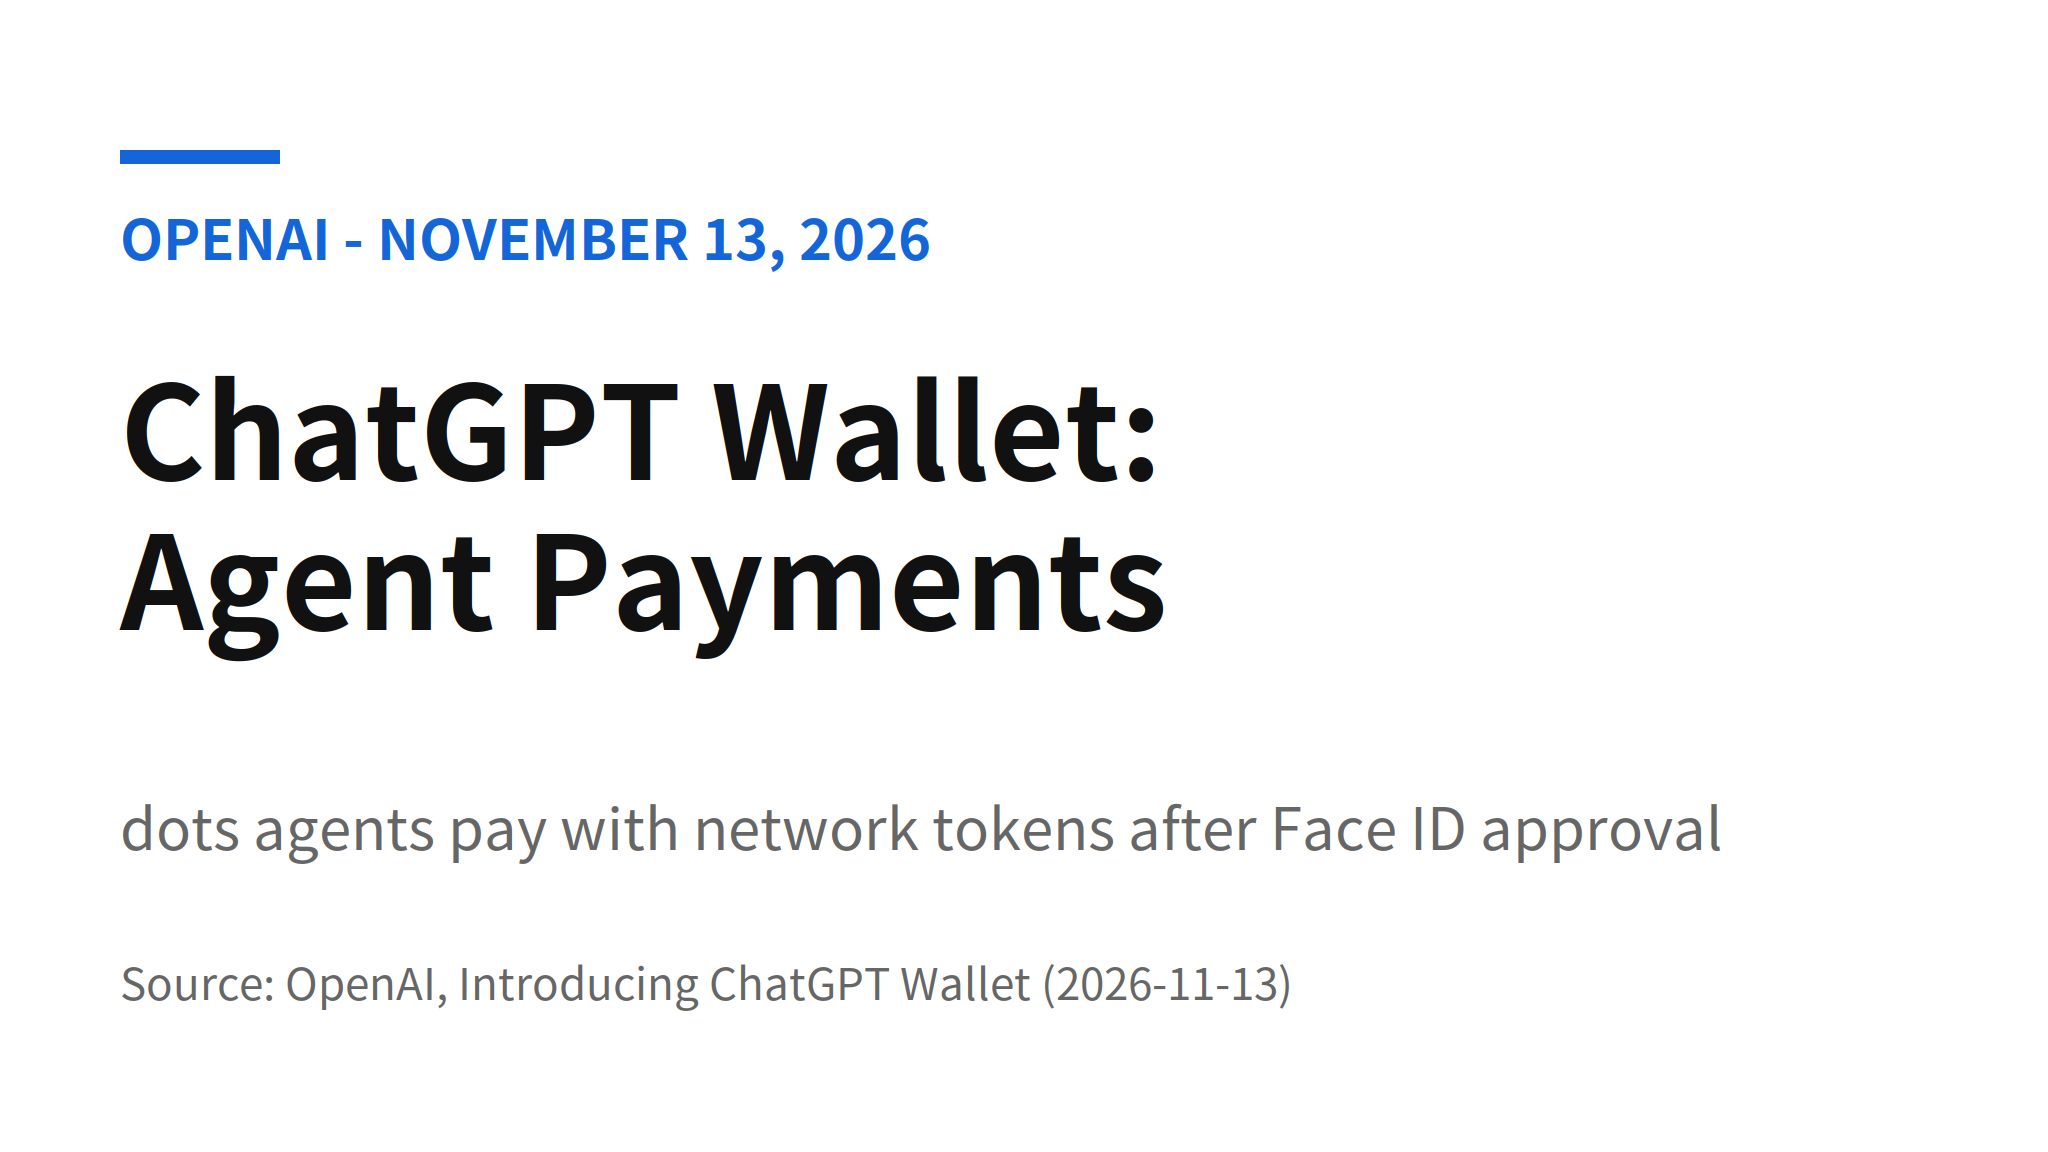 OPENAI - NOVEMBER 13, 2026
ChatGPT Wallet:
Agent Payments
dots agents pay with network tokens after Face ID approval
Source: OpenAI, Introducing ChatGPT Wallet (2026-11-13)